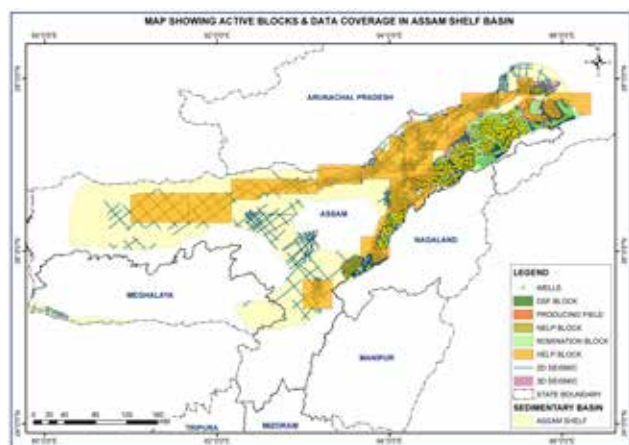 MAP SHOWING ACTIVE BLOCKS & DATA COVERAGE IN ASSAM SHELF BASIN
ARUNACHAL PRADESH
ASSAM
NAGALAND
MEGHALAYA
MANIPUR
TRIPURA
MIZORAM
LEGEND
WELLS
DSF BLOCK
PRODUCING FIELD
NELP BLOCK
NOMINATION BLOCK
HELP BLOCK
2D SEISMIC
3D SEISMIC
STATE BOUNDARY
SEDIMENTARY BASIN
ASSAM SHELF